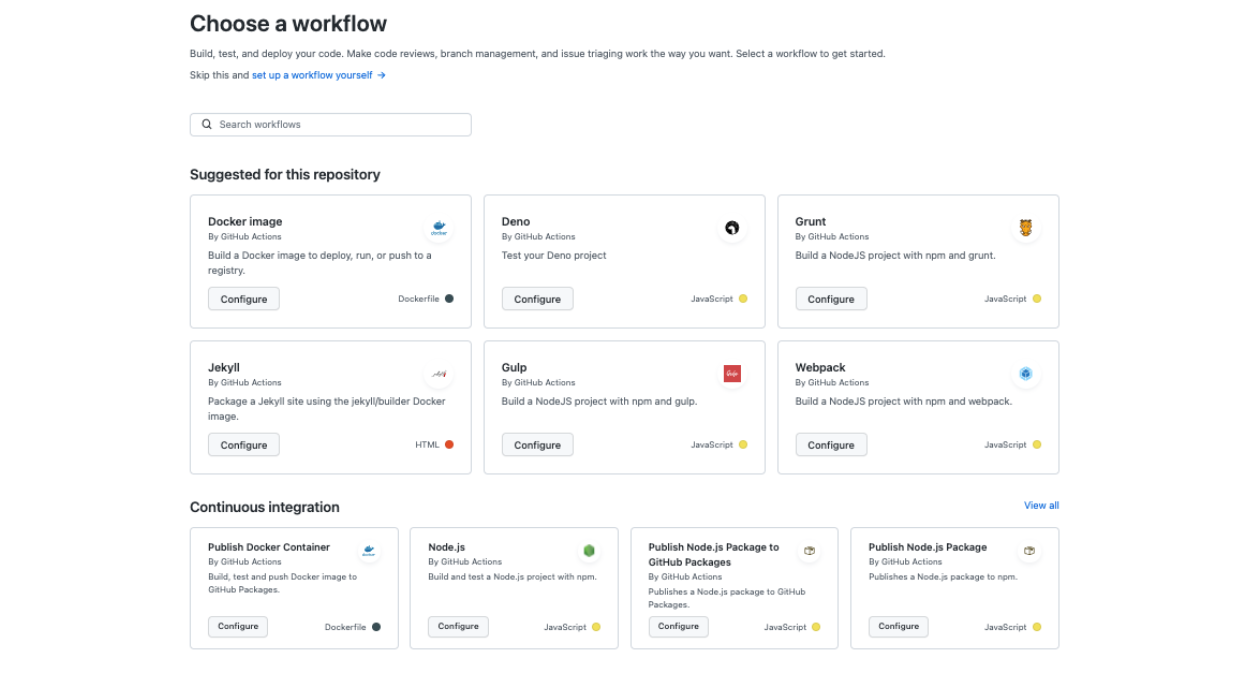 Choose a workflow
Build, test, and deploy your code. Make code reviews, branch management, and issue triaging work the way you want. Select a workflow to get started.
Skip this and set up a workflow yourself →
Search workflows
Suggested for this repository
Docker image
By GitHub Actions
Build a Docker image to deploy, run, or push to a
registry.
Configure
Dockerfile
docker
Deno
By GitHub Actions
Test your Deno project
Configure
JavaScript
Grunt
By GitHub Actions
Build a NodeJS project with npm and grunt.
Configure
JavaScript
Jekyll
By GitHub Actions
Package a Jekyll site using the jekyll/builder Docker
image.
Configure
HTML
Gulp
By GitHub Actions
Build a NodeJS project with npm and gulp.
Configure
JavaScript
Gulp
Webpack
By GitHub Actions
Build a NodeJS project with npm and webpack.
Configure
JavaScript
Continuous integration
View all
Publish Docker Container
By GitHub Actions
Build, test and push Docker image to
GitHub Packages.
Configure
Dockerfile
Node.js
By GitHub Actions
Build and test a Node.js project with npm.
Configure
JavaScript
Publish Node.js Package to
GitHub Packages
By GitHub Actions
Publishes a Node.js package to GitHub
Packages.
Configure
JavaScript
Publish Node.js Package
By GitHub Actions
Publishes a Node.js package to npm.
Configure
JavaScript